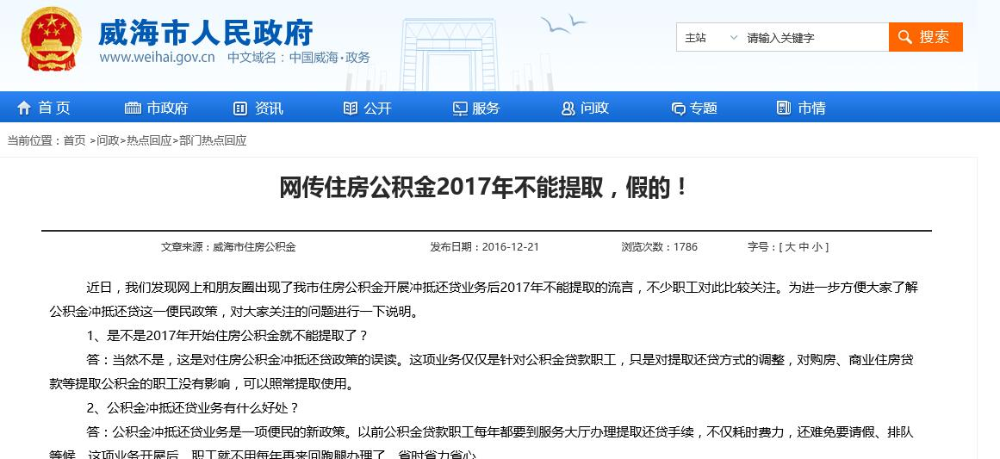 威海市人民政府
www.weihai.gov.cn 中文域名：中国威海·政务
主站 请输入关键字 搜索
首页 市政府 资讯 公开 服务 问政 专题 市情
当前位置：首页 >问政>热点回应>部门热点回应
网传住房公积金2017年不能提取，假的！
文章来源：威海市住房公积金 发布日期：2016-12-21 浏览次数：1786 字号：[ 大 中 小 ]
近日，我们发现网上和朋友圈出现了我市住房公积金开展冲抵还贷业务后2017年不能提取的流言，不少职工对此比较关注。为进一步方便大家了解
公积金冲抵还贷这一便民政策，对大家关注的问题进行一下说明。
1、是不是2017年开始住房公积金就不能提取了？
答：当然不是，这是对住房公积金冲抵还贷政策的误读。这项业务仅仅是针对公积金贷款职工，只是对提取还贷方式的调整，对购房、商业住房贷
款等提取公积金的职工没有影响，可以照常提取使用。
2、公积金冲抵还贷业务有什么好处？
答：公积金冲抵还贷业务是一项便民的新政策。以前公积金贷款职工每年都要到服务大厅办理提取还贷手续，不仅耗时费力，还难免要请假、排队
等候，这项业务开展后，职工就不用每年再来回跑腿办理了，省时省力省心。